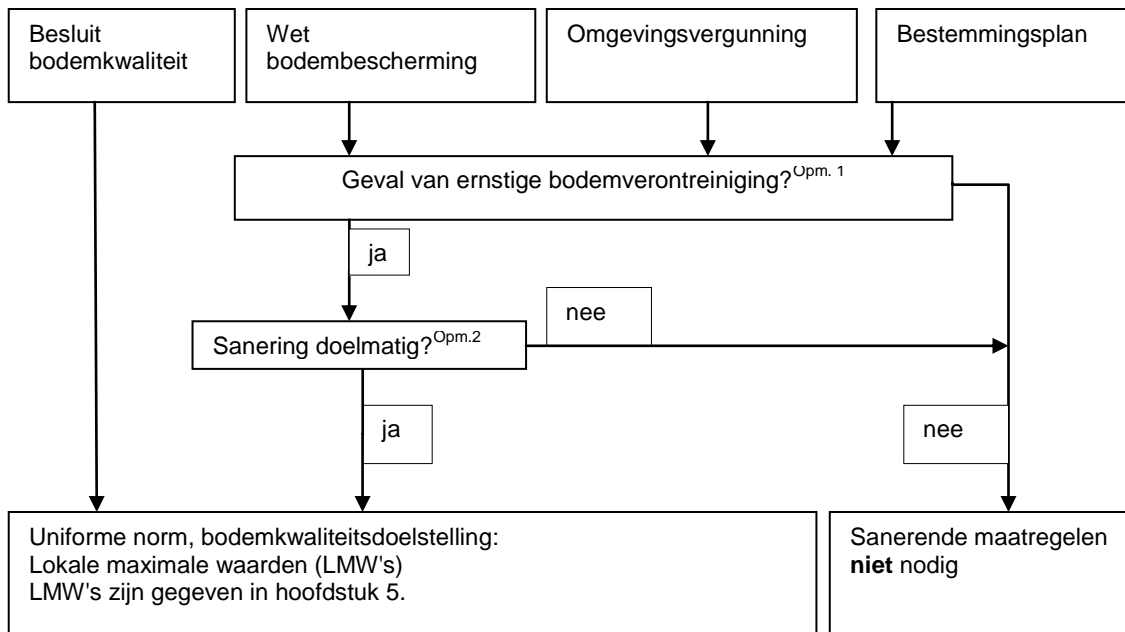 Besluit
bodemkwaliteit
Wet
bodembescherming
Omgevingsvergunning
Bestemmingsplan
Geval van ernstige bodemverontreiniging?Opm. 1
ja
nee
Sanering doelmatig?Opm.2
ja
nee
Uniforme norm, bodemkwaliteitsdoelstelling:
Lokale maximale waarden (LMW's)
LMW's zijn gegeven in hoofdstuk 5.
Sanerende maatregelen
niet nodig